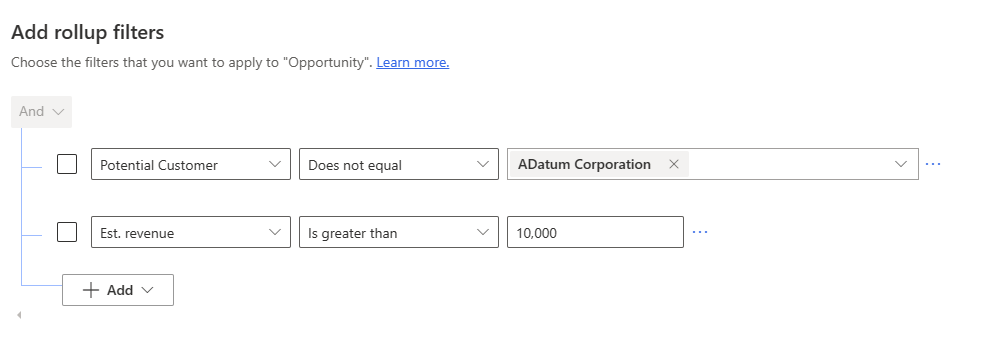 Add rollup filters
Choose the filters that you want to apply to "Opportunity". Learn more.
And
Potential Customer Does not equal ADatum Corporation
Est. revenue Is greater than 10,000
Add